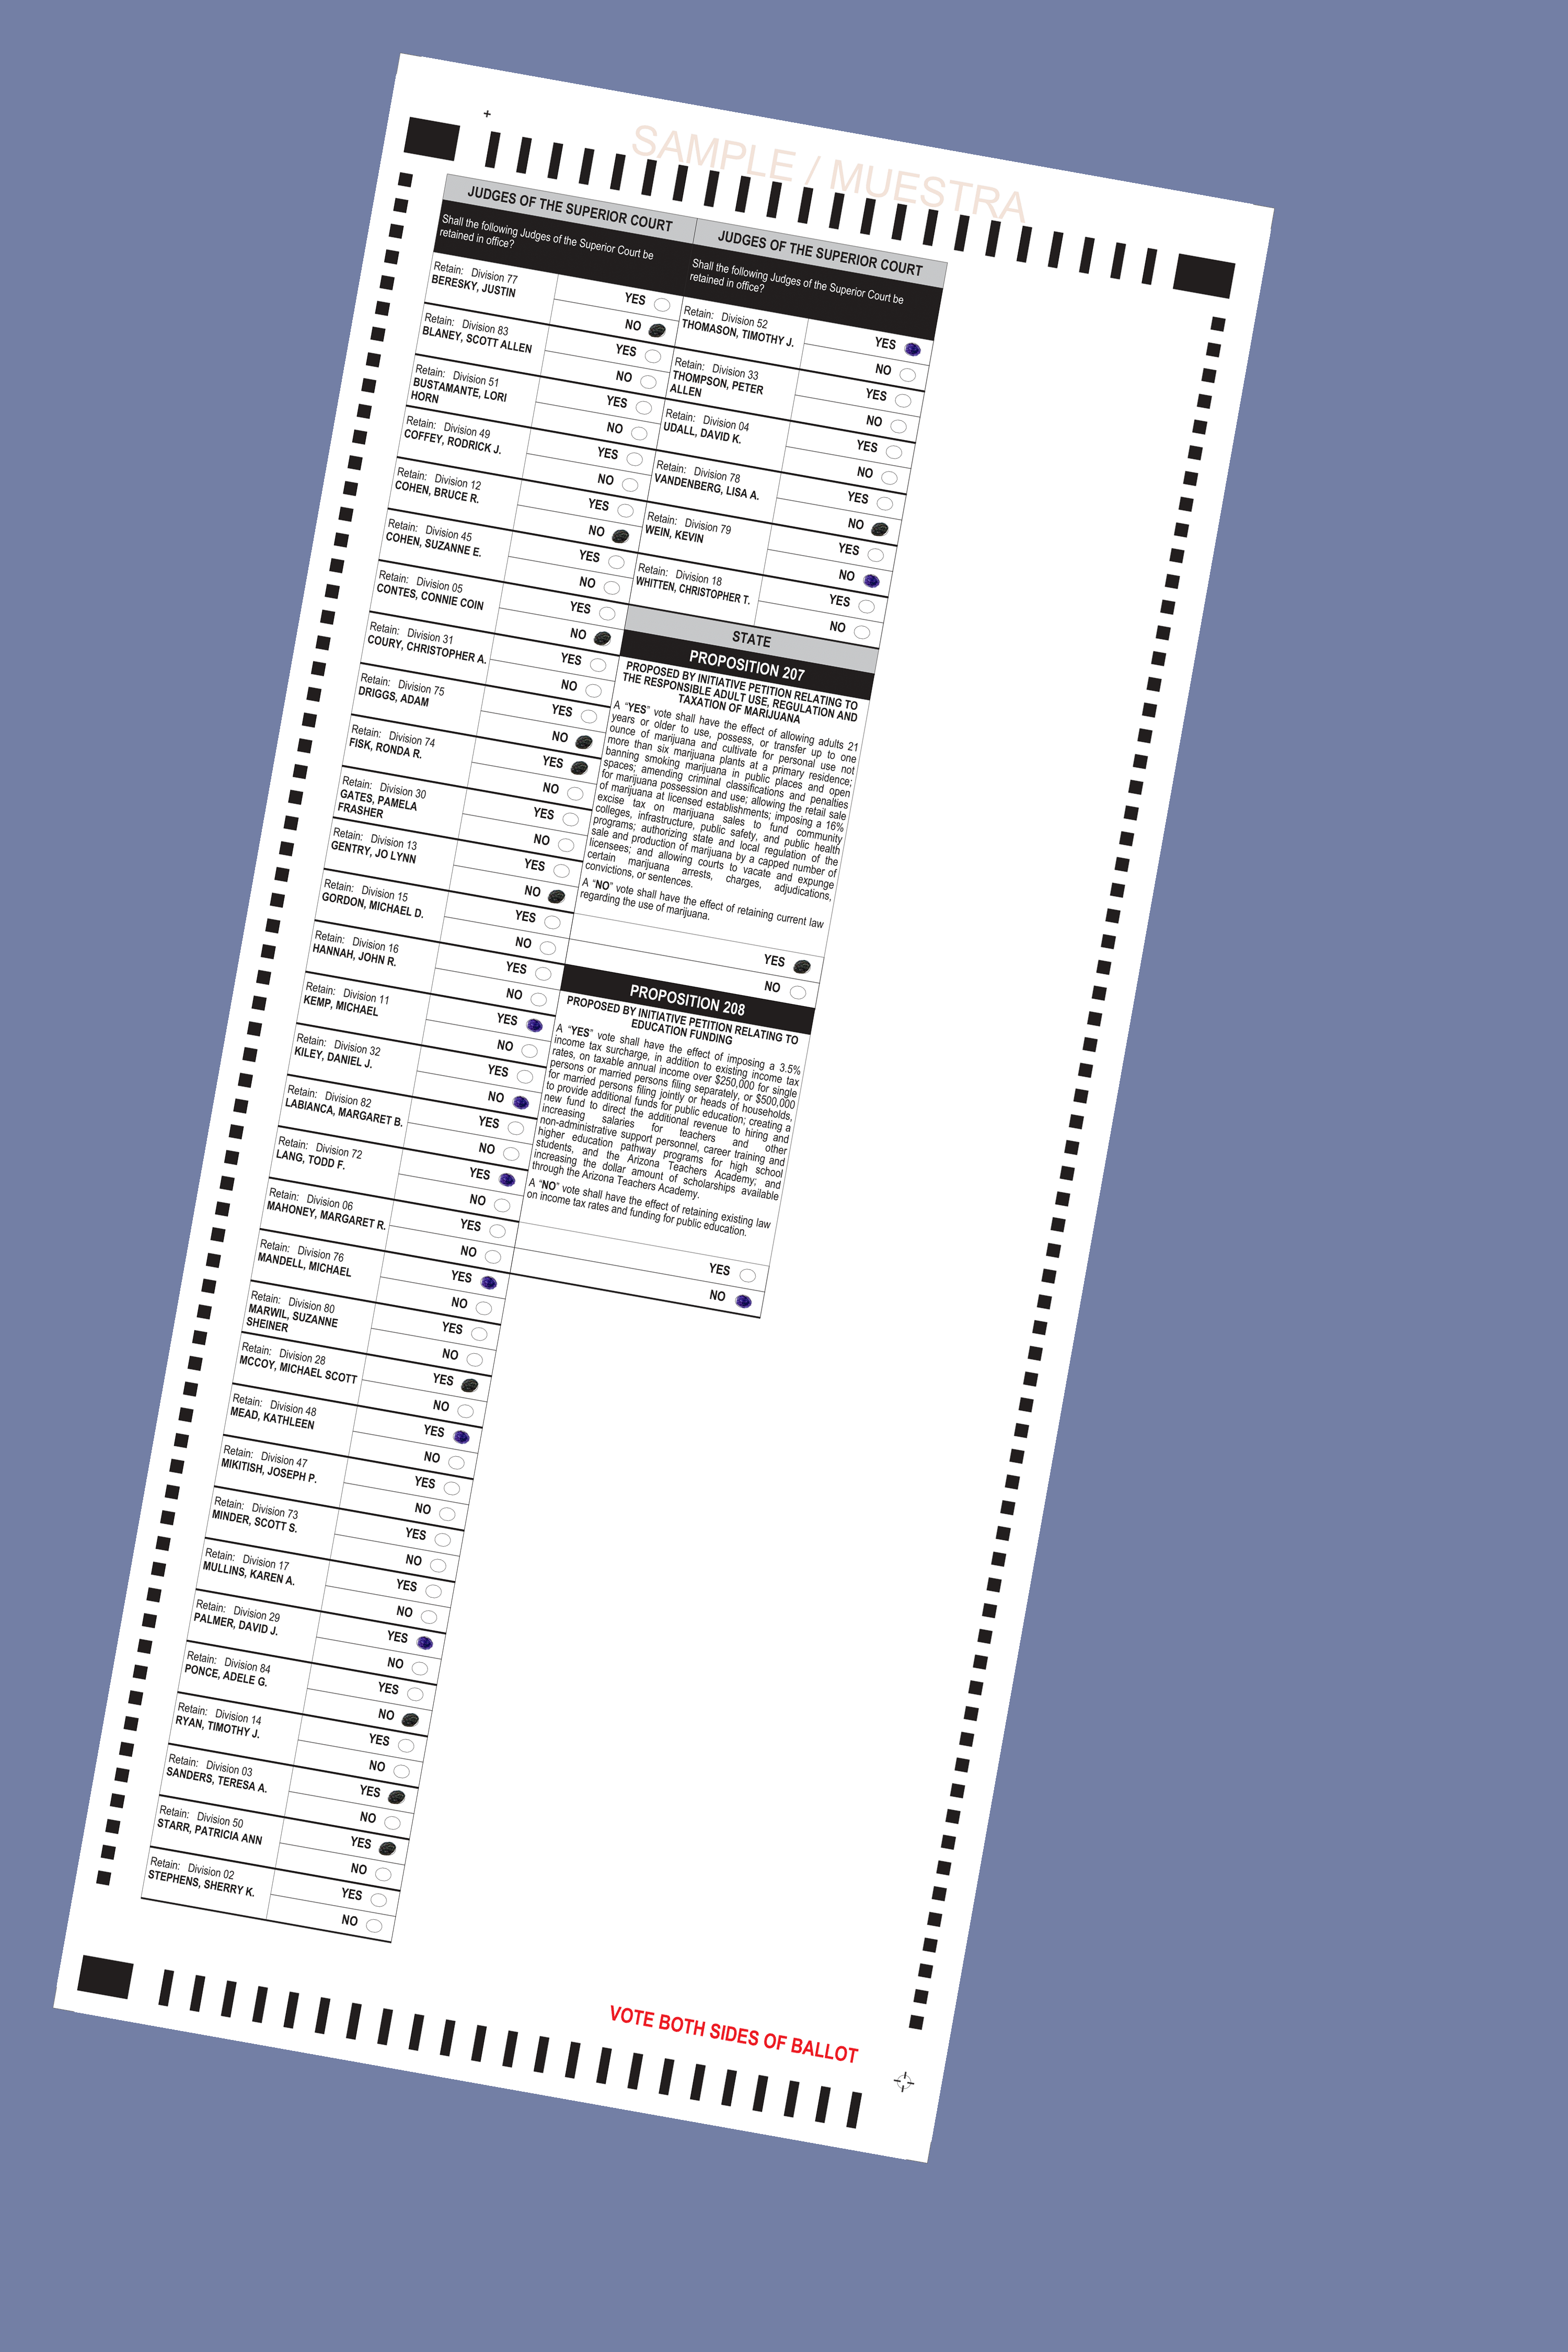 SAMPLE / MUESTRA
JUDGES OF THE SUPERIOR COURT
Shall the following Judges of the Superior Court be
retained in office?
Retain: Division 77
BERESKY, JUSTIN
YES
NO
Retain: Division 83
BLANEY, SCOTT ALLEN
YES
NO
Retain: Division 51
BUSTAMANTE, LORI
HORN
YES
NO
Retain: Division 49
COFFEY, RODRICK J.
YES
NO
Retain: Division 12
COHEN, BRUCE R.
YES
NO
Retain: Division 45
COHEN, SUZANNE E.
YES
NO
Retain: Division 05
CONTES, CONNIE COIN
YES
NO
Retain: Division 31
COURY, CHRISTOPHER A.
YES
NO
Retain: Division 75
DRIGGS, ADAM
YES
NO
Retain: Division 74
FISK, RONDA R.
YES
NO
Retain: Division 30
GATES, PAMELA
FRASHER
YES
NO
Retain: Division 13
GENTRY, JO LYNN
YES
NO
Retain: Division 15
GORDON, MICHAEL D.
YES
NO
Retain: Division 16
HANNAH, JOHN R.
YES
NO
Retain: Division 11
KEMP, MICHAEL
YES
NO
Retain: Division 32
KILEY, DANIEL J.
YES
NO
Retain: Division 82
LABIANCA, MARGARET B.
YES
NO
Retain: Division 72
LANG, TODD F.
YES
NO
Retain: Division 06
MAHONEY, MARGARET R.
YES
NO
Retain: Division 76
MANDELL, MICHAEL
YES
NO
Retain: Division 80
MARWIL, SUZANNE
SHEINER
YES
NO
Retain: Division 28
MCCOY, MICHAEL SCOTT
YES
NO
Retain: Division 48
MEAD, KATHLEEN
YES
NO
Retain: Division 47
MIKITISH, JOSEPH P.
YES
NO
Retain: Division 73
MINDER, SCOTT S.
YES
NO
Retain: Division 17
MULLINS, KAREN A.
YES
NO
Retain: Division 29
PALMER, DAVID J.
YES
NO
Retain: Division 84
PONCE, ADELE G.
YES
NO
Retain: Division 14
RYAN, TIMOTHY J.
YES
NO
Retain: Division 03
SANDERS, TERESA A.
YES
NO
Retain: Division 50
STARR, PATRICIA ANN
YES
NO
Retain: Division 02
STEPHENS, SHERRY K.
YES
NO
JUDGES OF THE SUPERIOR COURT
Shall the following Judges of the Superior Court be
retained in office?
Retain: Division 52
THOMASON, TIMOTHY J.
YES
NO
Retain: Division 33
THOMPSON, PETER
ALLEN
YES
NO
Retain: Division 04
UDALL, DAVID K.
YES
NO
Retain: Division 78
VANDENBERG, LISA A.
YES
NO
Retain: Division 79
WEIN, KEVIN
YES
NO
Retain: Division 18
WHITTEN, CHRISTOPHER T.
YES
NO
STATE
PROPOSITION 207
PROPOSED BY INITIATIVE PETITION RELATING TO
THE RESPONSIBLE ADULT USE, REGULATION AND
TAXATION OF MARIJUANA
A “YES” vote shall have the effect of allowing adults 21
years or older to use, possess, or transfer up to one
ounce of marijuana and cultivate for personal use not
more than six marijuana plants at a primary residence;
banning smoking marijuana in public places and open
spaces; amending criminal classifications and penalties
for marijuana possession and use; allowing the retail sale
of marijuana at licensed establishments; imposing a 16%
excise tax on marijuana sales to fund community
colleges, infrastructure, public safety, and public health
programs; authorizing state and local regulation of the
sale and production of marijuana by a capped number of
licensees; and allowing courts to vacate and expunge
certain marijuana arrests, charges, adjudications,
convictions, or sentences.
A “NO” vote shall have the effect of retaining current law
regarding the use of marijuana.
YES
NO
PROPOSITION 208
PROPOSED BY INITIATIVE PETITION RELATING TO
EDUCATION FUNDING
A “YES” vote shall have the effect of imposing a 3.5%
income tax surcharge, in addition to existing income tax
rates, on taxable annual income over $250,000 for single
persons or married persons filing separately, or $500,000
for married persons filing jointly or heads of households,
to provide additional funds for public education; creating a
new fund to direct the additional revenue to hiring and
increasing salaries for teachers and other
non-administrative support personnel, career training and
higher education pathway programs for high school
students, and the Arizona Teachers Academy; and
increasing the dollar amount of scholarships available
through the Arizona Teachers Academy.
A “NO” vote shall have the effect of retaining existing law
on income tax rates and funding for public education.
YES
NO
VOTE BOTH SIDES OF BALLOT